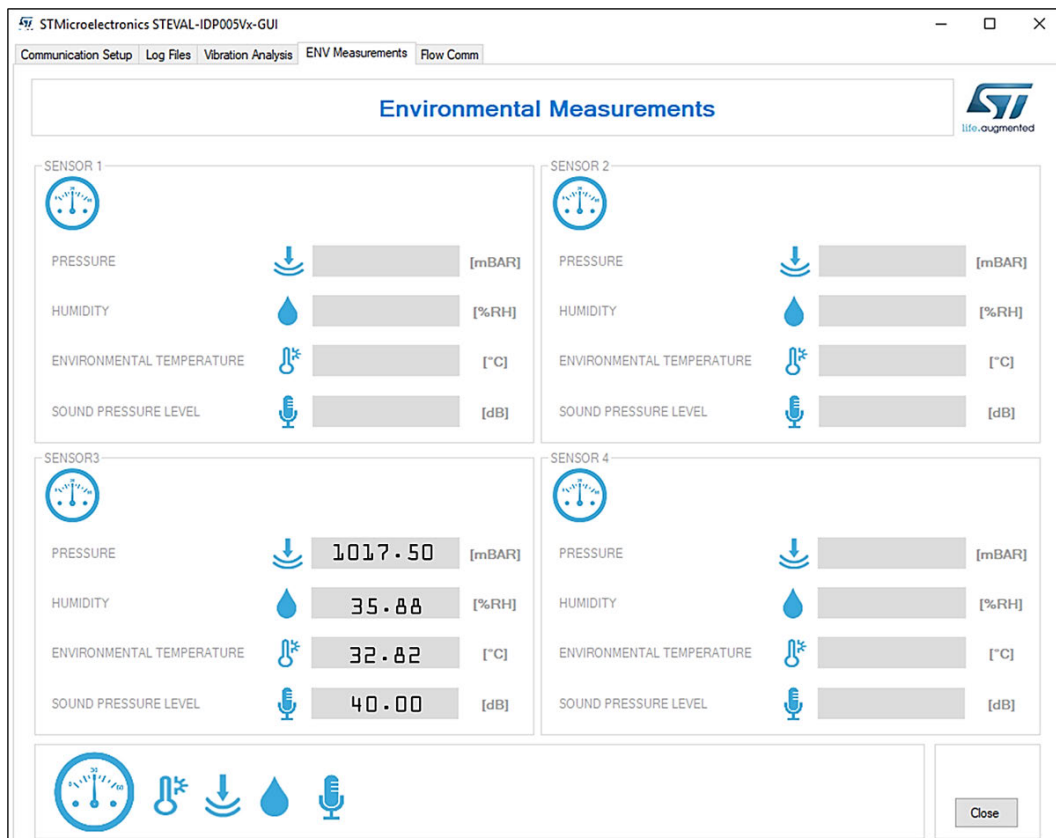 STMicroelectronics STEVAL-IDP005Vx-GUI
Communication Setup Log Files Vibration Analysis ENV Measurements Flow Comm
Environmental Measurements
ST
life.augmented
SENSOR 1
PRESSURE [mBAR]
HUMIDITY [%RH]
ENVIRONMENTAL TEMPERATURE [°C]
SOUND PRESSURE LEVEL [dB]
SENSOR 2
PRESSURE [mBAR]
HUMIDITY [%RH]
ENVIRONMENTAL TEMPERATURE [°C]
SOUND PRESSURE LEVEL [dB]
SENSOR3
PRESSURE 1017.50 [mBAR]
HUMIDITY 35.88 [%RH]
ENVIRONMENTAL TEMPERATURE 32.82 [°C]
SOUND PRESSURE LEVEL 40.00 [dB]
SENSOR 4
PRESSURE [mBAR]
HUMIDITY [%RH]
ENVIRONMENTAL TEMPERATURE [°C]
SOUND PRESSURE LEVEL [dB]
Close